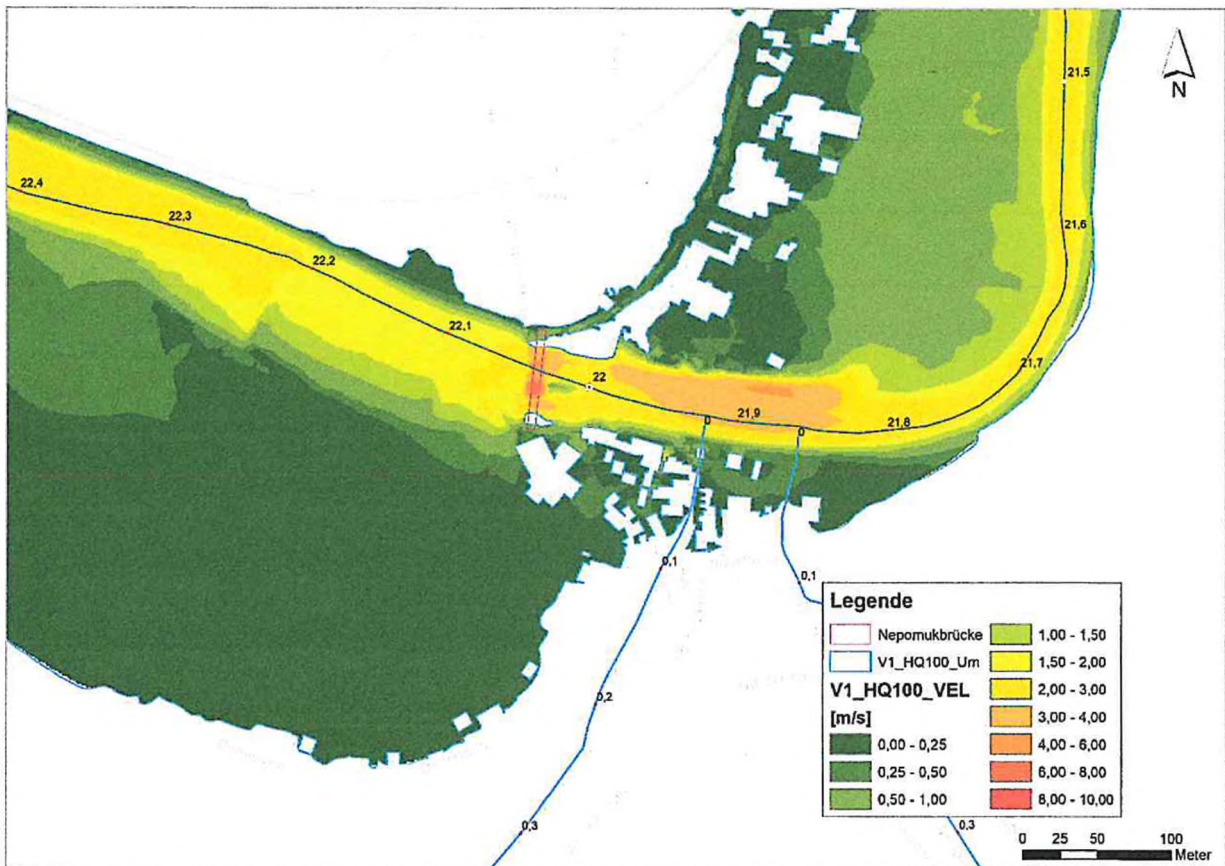 N
21,5
22,4
22,3
21,6
22,2
22,1
21,7
22
21,9
21,8
0
0
0,1
0,1
0,2
0,3
0,3
Legende
Nepomukbrücke
V1_HQ100_Um
V1_HQ100_VEL
[m/s]
0,00 - 0,25
0,25 - 0,50
0,50 - 1,00
1,00 - 1,50
1,50 - 2,00
2,00 - 3,00
3,00 - 4,00
4,00 - 6,00
6,00 - 8,00
8,00 - 10,00
0 25 50 100
Meter